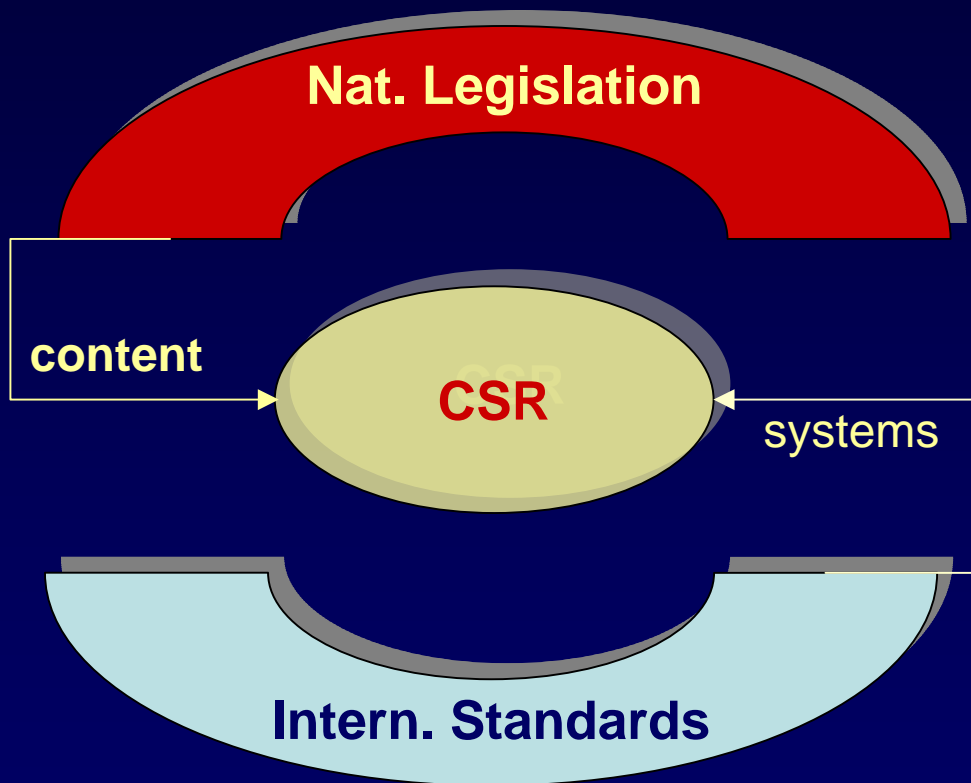 Nat. Legislation
content
CSR
systems
Intern. Standards